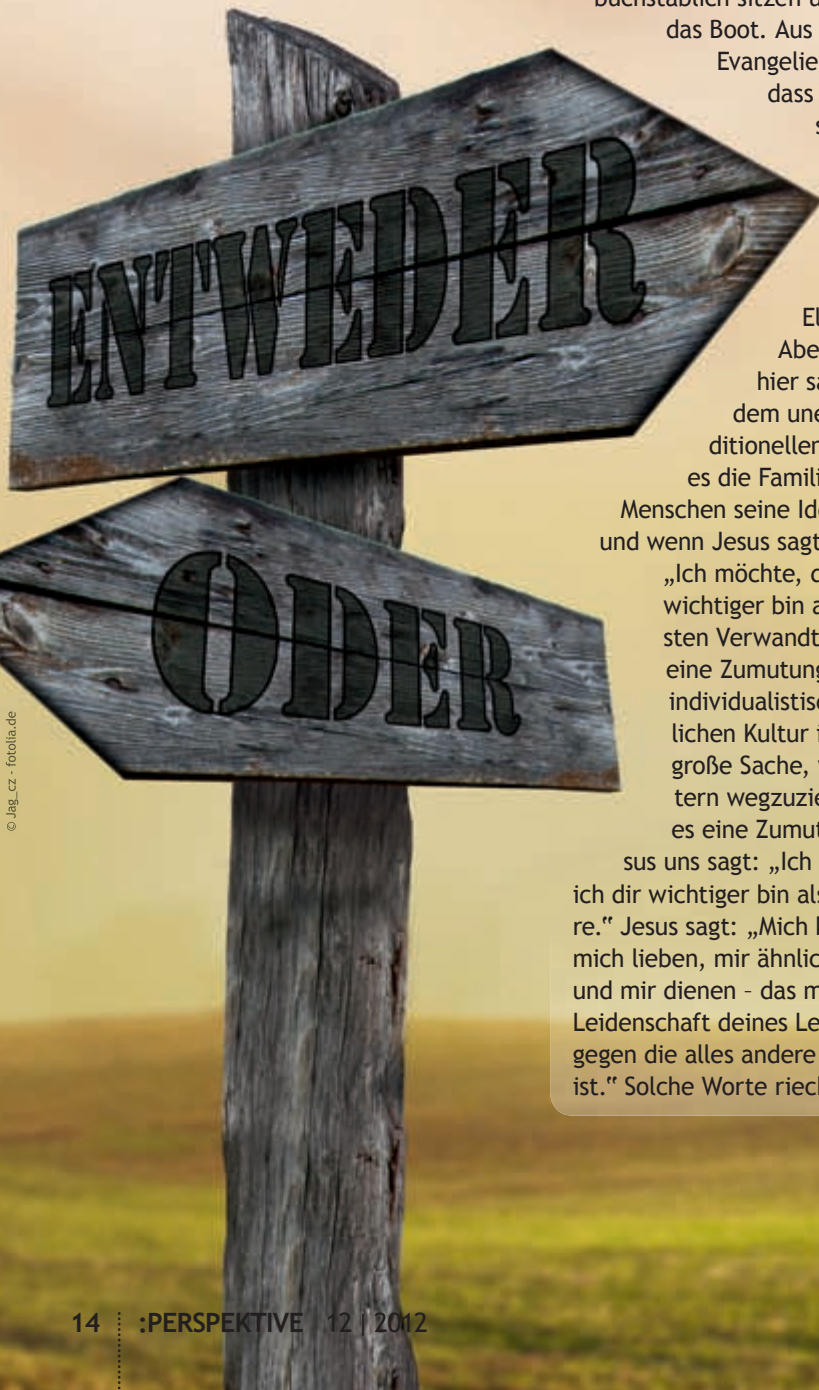 buchstäblich sitzen u
das Boot. Aus
Evangelie
dass
s
El
Abe
hier sa
dem une
ditionellen
es die Famili
Menschen seine Ide
und wenn Jesus sagt
„Ich möchte, d
wichtiger bin a
sten Verwandt
eine Zumutung
individualistisc
lichen Kultur i
große Sache, v
tern wegzuzie
es eine Zumut
sus uns sagt: „Ich
ich dir wichtiger bin als
re.“ Jesus sagt: „Mich k
mich lieben, mir ähnlic
und mir dienen – das m
Leidenschaft deines Le
gegen die alles andere
ist.“ Solche Worte riech
ENTWEDER
ODER
© Jag_cz - fotolia.de
14 :PERSPEKTIVE 12 | 2012